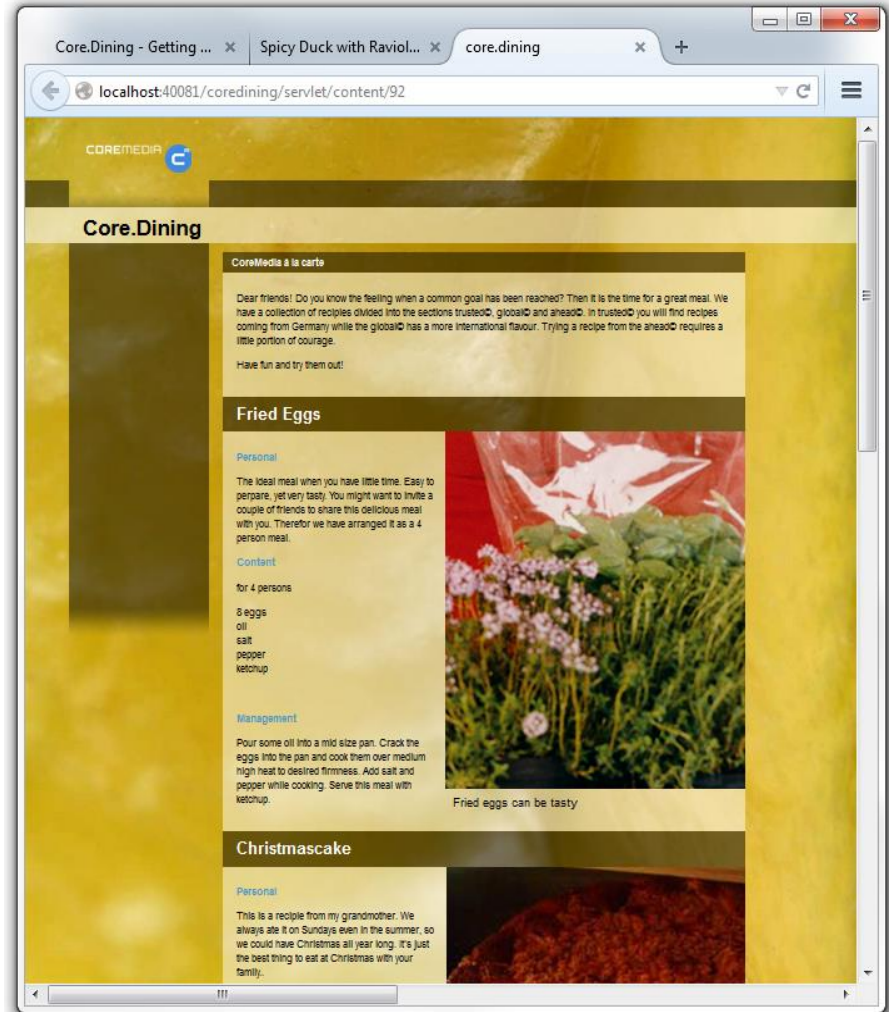 Core.Dining - Getting ...
Spicy Duck with Raviol...
core.dining
localhost:40081/coredining/servlet/content/92
COREMEDIA
Core.Dining
CoreMedia à la carte
Dear friends! Do you know the feeling when a common goal has been reached? Then it is the time for a great meal. We
have a collection of recipies divided into the sections trusted©, global© and ahead©. In trusted© you will find recipes
coming from Germany while the global© has a more international flavour. Trying a recipe from the ahead© requires a
little portion of courage.
Have fun and try them out!
Fried Eggs
Personal
The ideal meal when you have little time. Easy to
perpare, yet very tasty. You might want to invite a
couple of friends to share this delicious meal
with you. Therefor we have arranged it as a 4
person meal.
Content
for 4 persons
8 eggs
oil
salt
pepper
ketchup
Management
Pour some oil into a mid size pan. Crack the
eggs into the pan and cook them over medium
high heat to desired firmness. Add salt and
pepper while cooking. Serve this meal with
ketchup.
Fried eggs can be tasty
Christmascake
Personal
This is a recipie from my grandmother. We
always ate it on Sundays even in the summer, so
we could have Christmas all year long. It's just
the best thing to eat at Christmas with your
family..